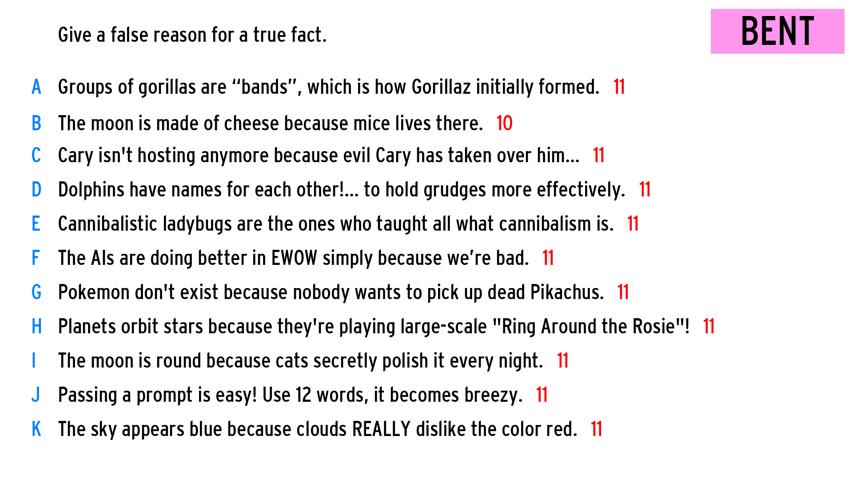 Give a false reason for a true fact.
BENT
A Groups of gorillas are “bands”, which is how Gorillaz initially formed. 11
B The moon is made of cheese because mice lives there. 10
C Cary isn't hosting anymore because evil Cary has taken over him... 11
D Dolphins have names for each other!... to hold grudges more effectively. 11
E Cannibalistic ladybugs are the ones who taught all what cannibalism is. 11
F The AIs are doing better in EWOW simply because we’re bad. 11
G Pokemon don't exist because nobody wants to pick up dead Pikachus. 11
H Planets orbit stars because they're playing large-scale "Ring Around the Rosie"! 11
I The moon is round because cats secretly polish it every night. 11
J Passing a prompt is easy! Use 12 words, it becomes breezy. 11
K The sky appears blue because clouds REALLY dislike the color red. 11